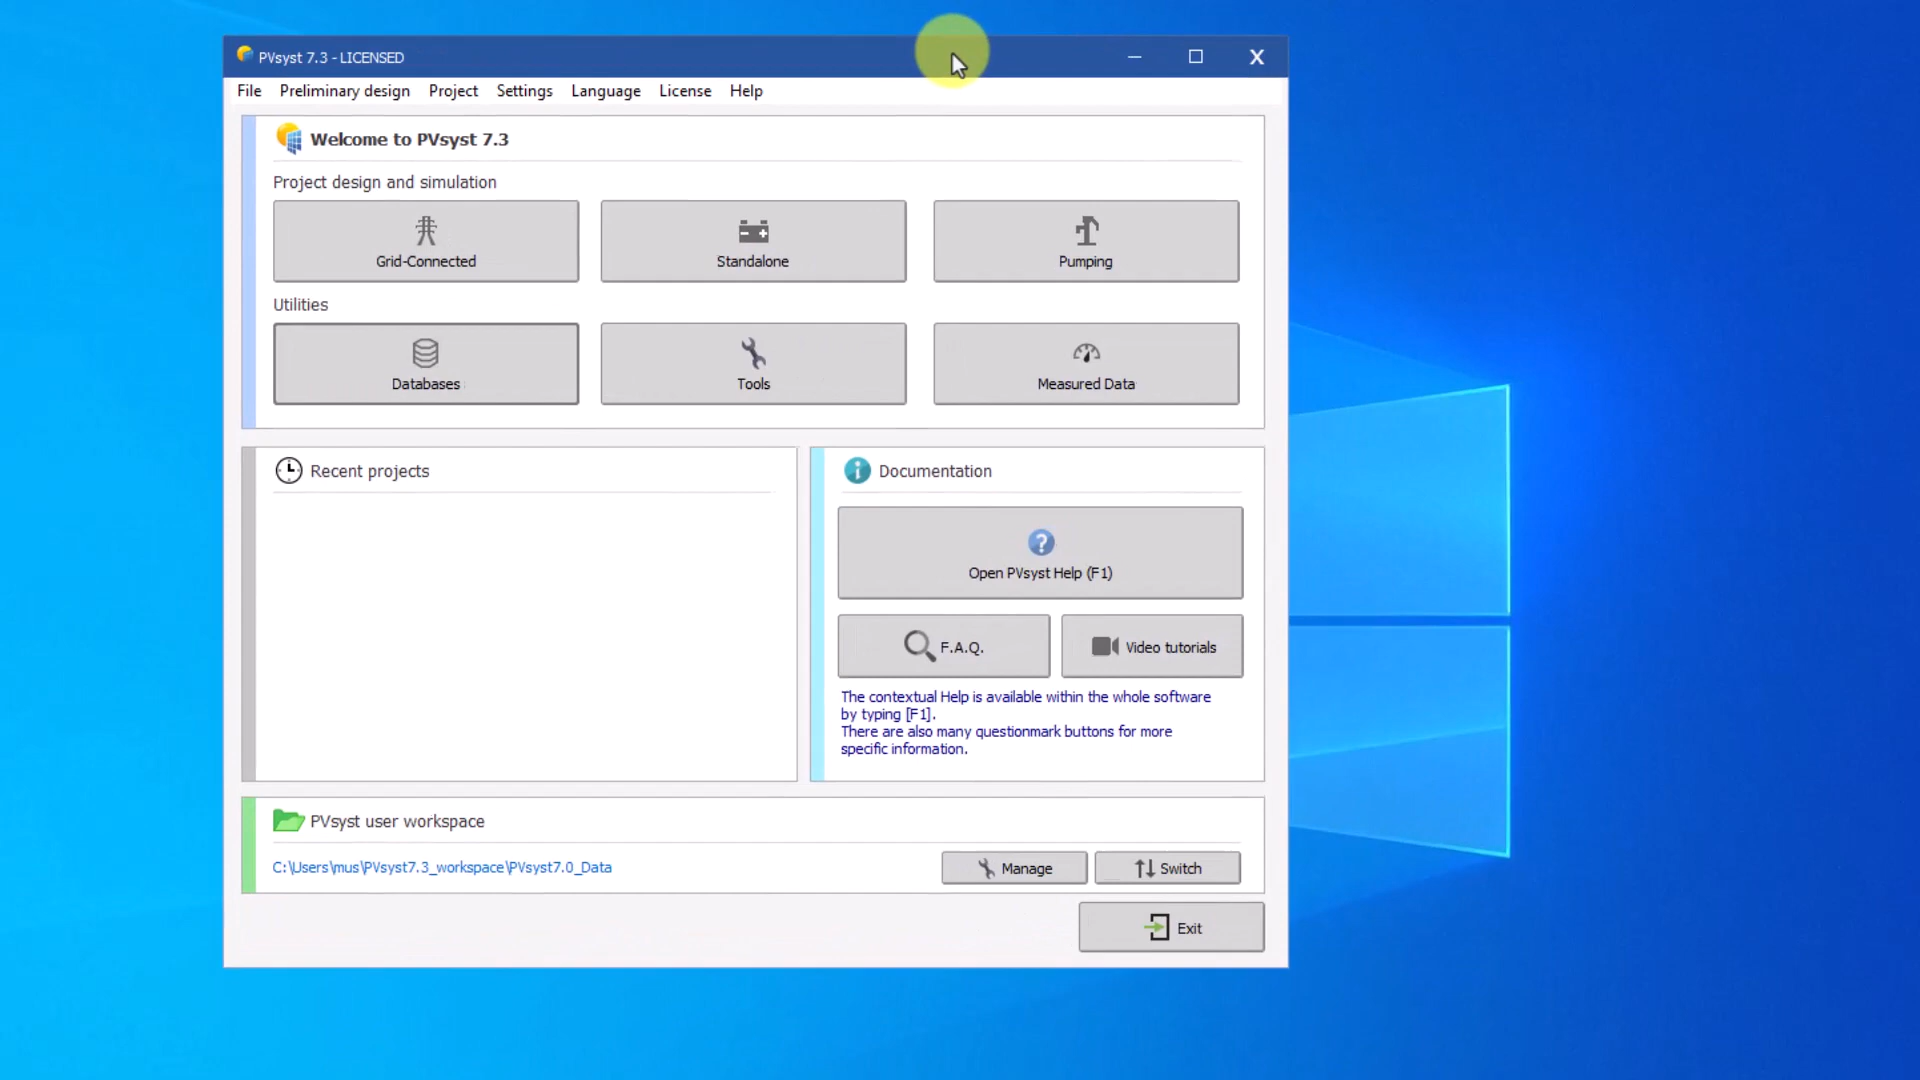 PVsyst 7.3 - LICENSED
X
File Preliminary design Project Settings Language License Help
Welcome to PVsyst 7.3
Project design and simulation
Grid-Connected Standalone Pumping
Utilities
Databases Tools Measured Data
Recent projects
Documentation
?
Open PVsyst Help (F1)
F.A.Q. Video tutorials
The contextual Help is available within the whole software
by typing [F1].
There are also many questionmark buttons for more
specific information.
PVsyst user workspace
C:\Users\mus\PVsyst7.3_workspace\PVsyst7.0_Data
Manage Switch
Exit